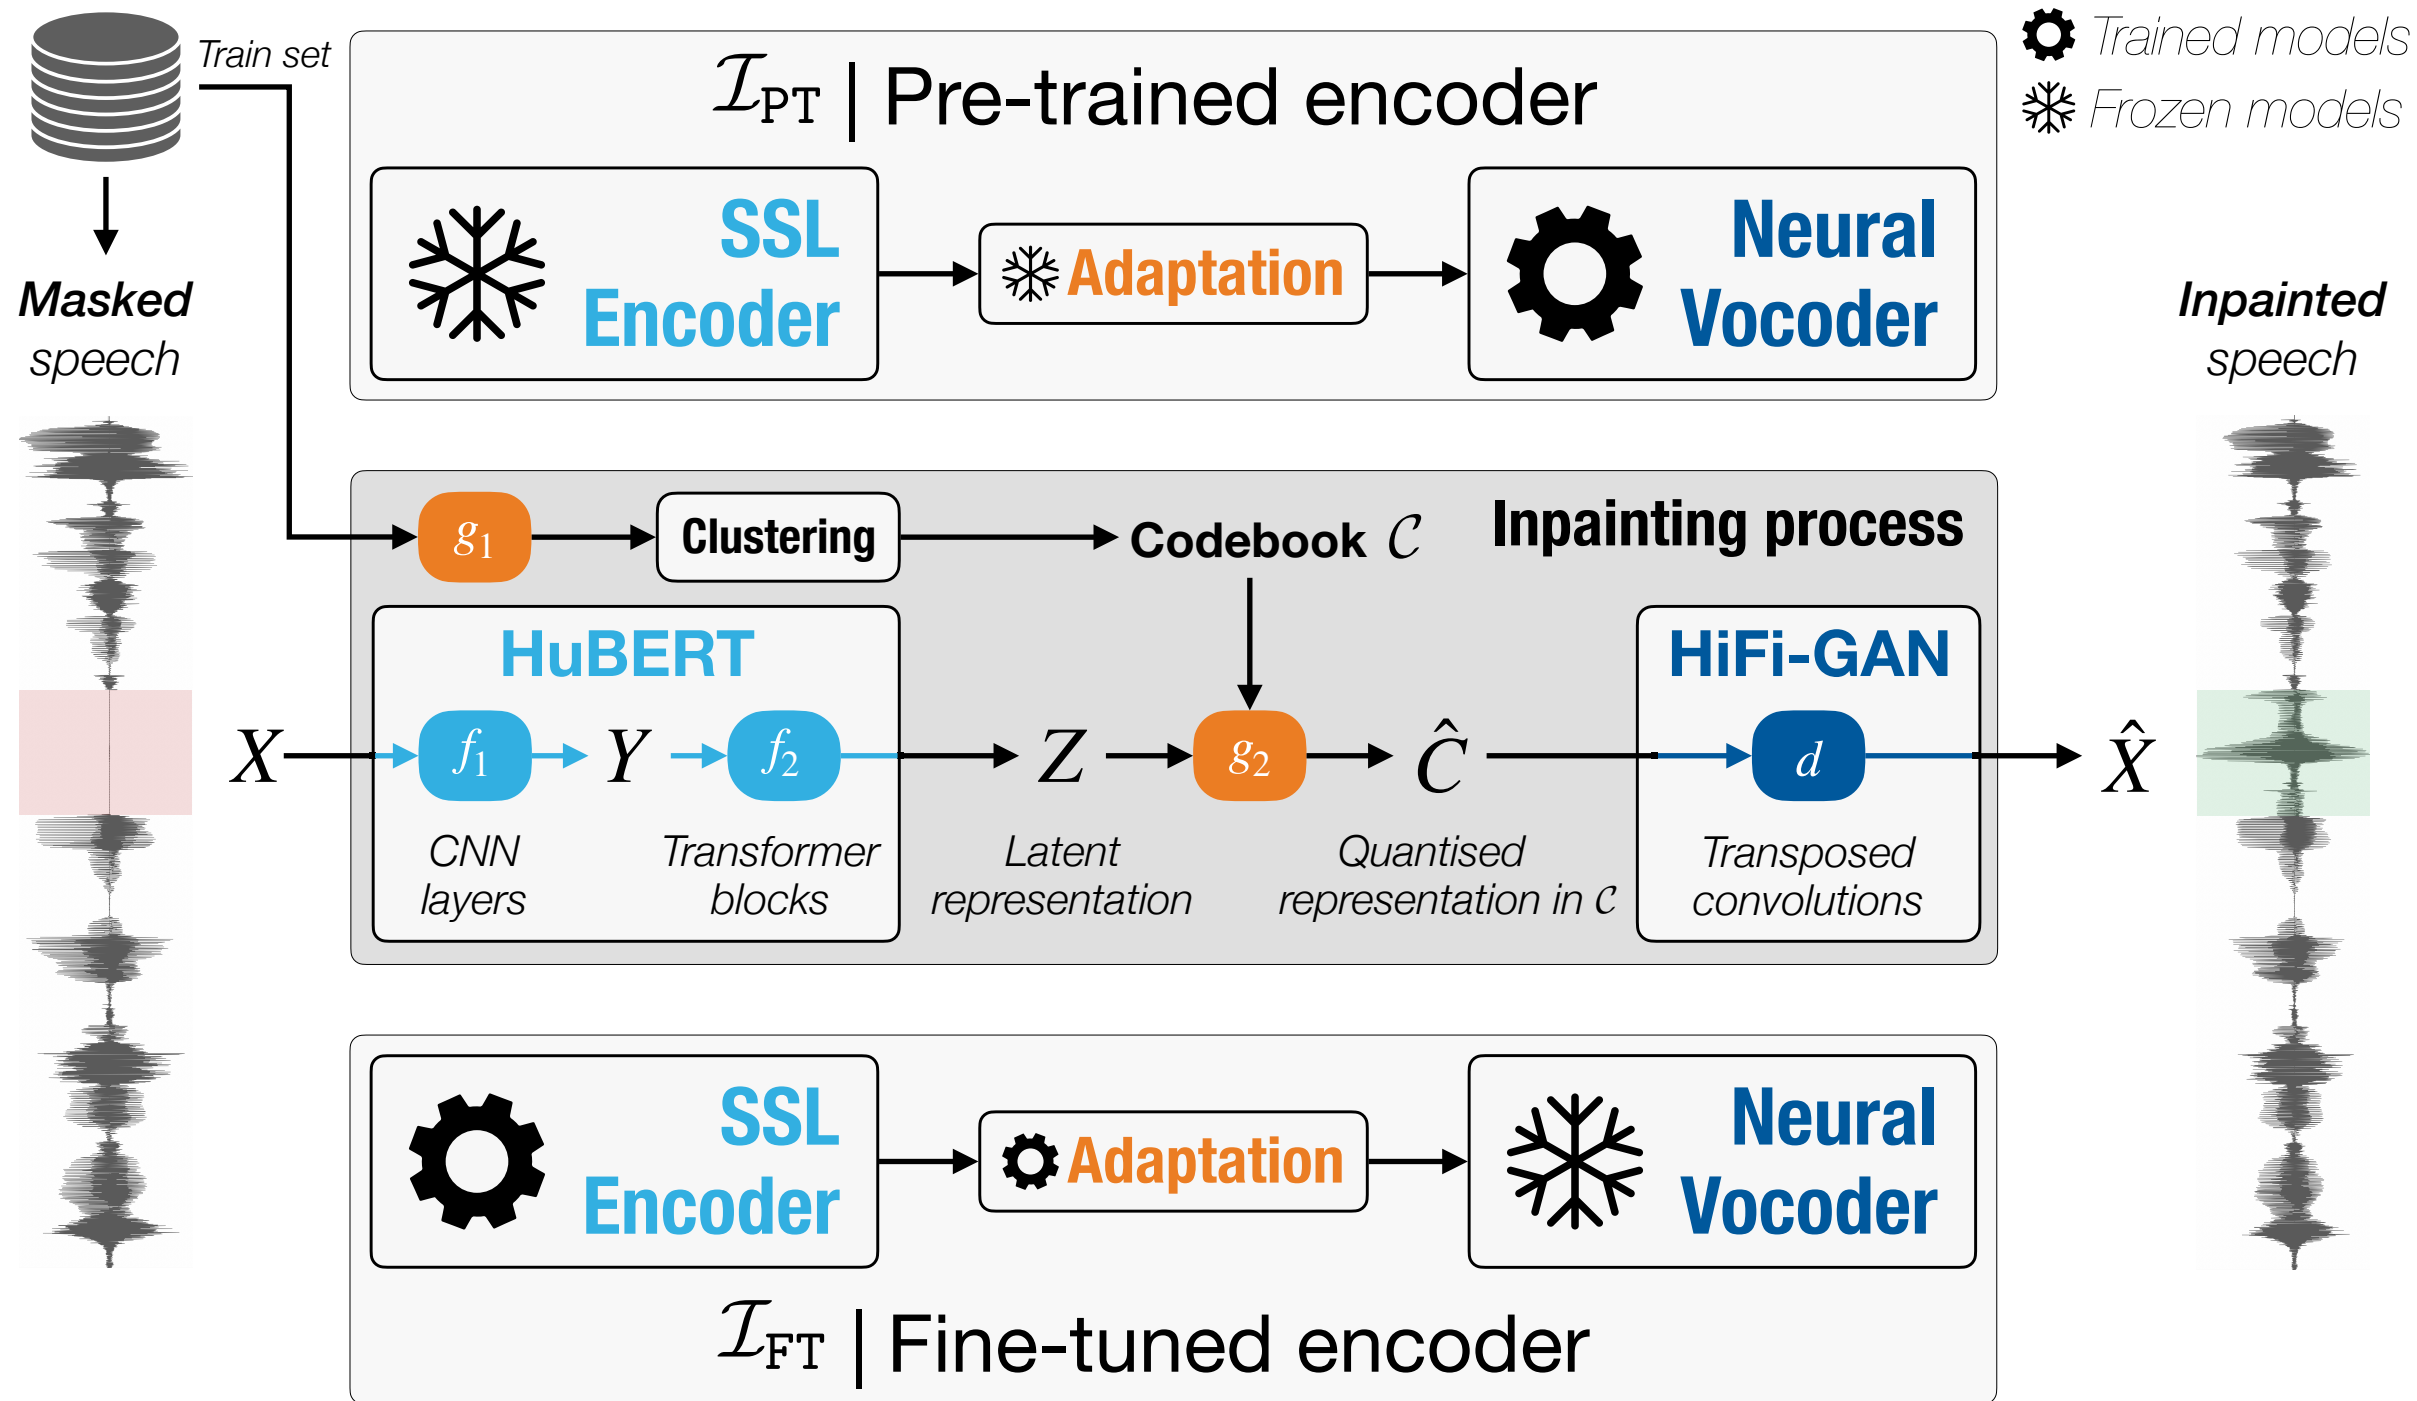 Train set
Trained models
Frozen models
Masked
speech
Inpainted
speech
ℐ_PT | Pre-trained encoder
SSL
Encoder
Adaptation
Neural
Vocoder
Inpainting process
g₁
Clustering
Codebook 𝒞
HuBERT
HiFi-GAN
X
f₁
Y
f₂
Z
g₂
Ĉ
d
X̂
CNN
layers
Transformer
blocks
Latent
representation
Quantised
representation in 𝒞
Transposed
convolutions
SSL
Encoder
Adaptation
Neural
Vocoder
ℐ_FT | Fine-tuned encoder